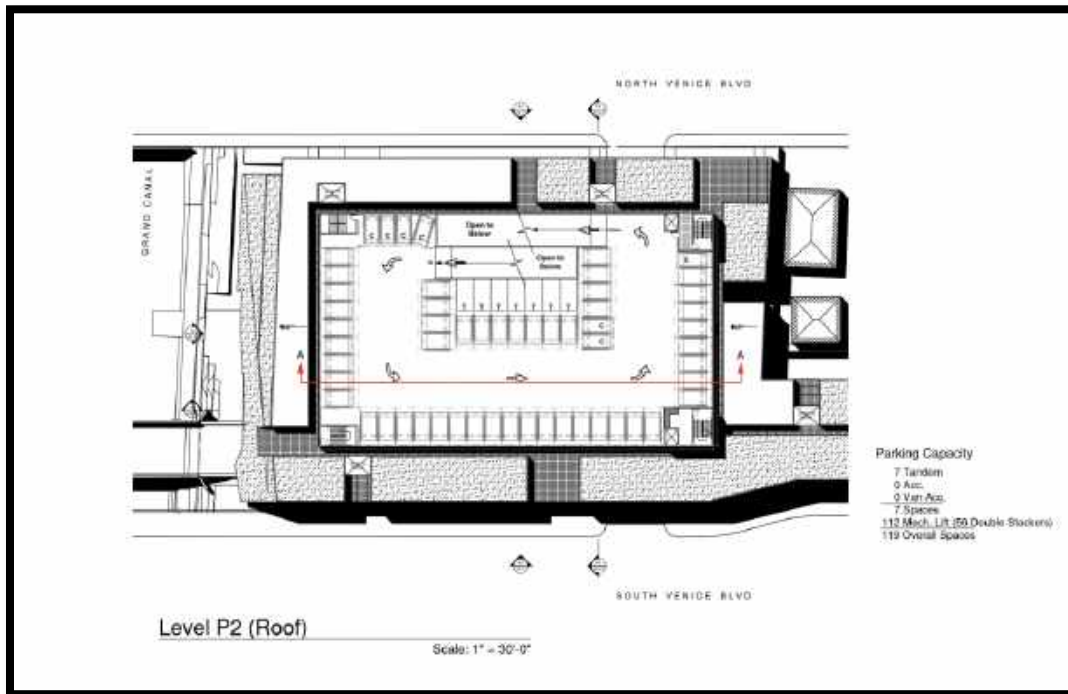 NORTH VENICE BLVD
GRAND CANAL
Open to
Below
Open to
Below
C C C C
T T T T T T T
C
C
A
A
Parking Capacity
7 Tandem
0 Acc.
0 Van Acc.
7 Spaces
112 Mech. Lift (56 Double Stackers)
119 Overall Spaces
SOUTH VENICE BLVD
Level P2 (Roof)
Scale: 1" = 30'-0"